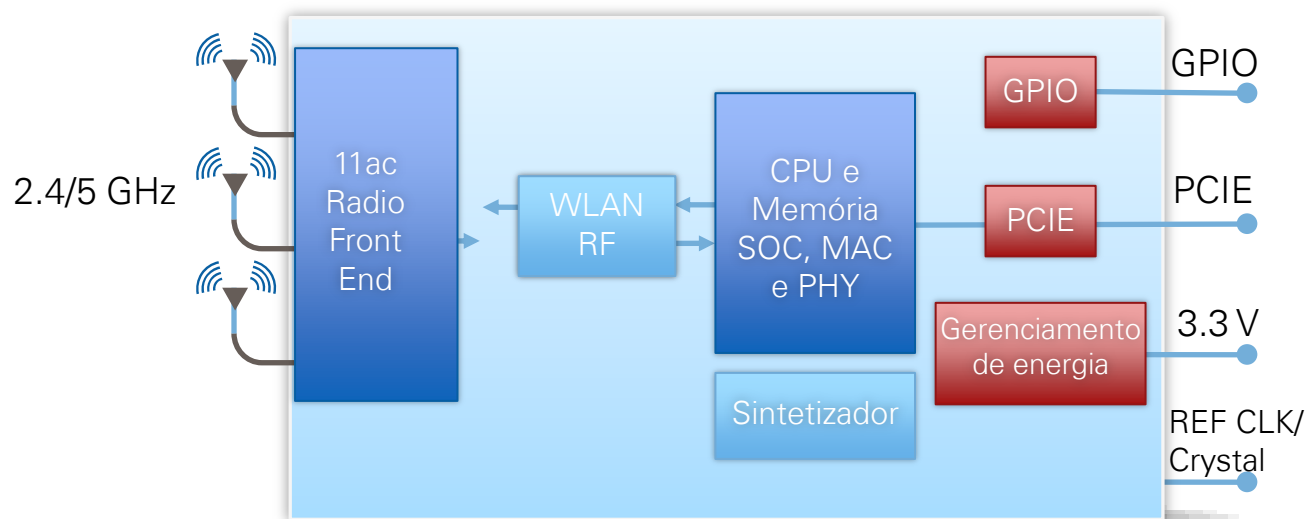 2.4/5 GHz
11ac
Radio
Front
End
WLAN
RF
CPU e
Memória
SOC, MAC
e PHY
Sintetizador
GPIO
PCIE
Gerenciamento
de energia
GPIO
PCIE
3.3 V
REF CLK/
Crystal